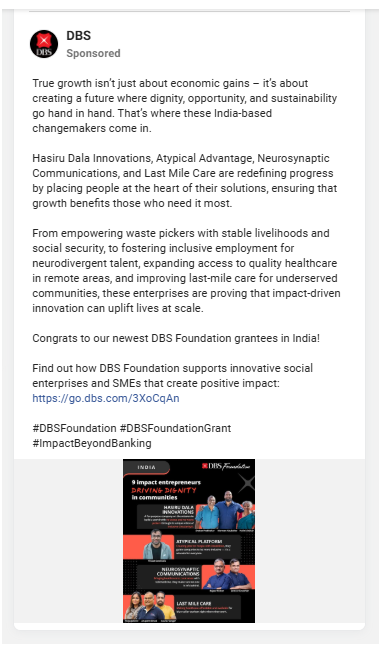 DBS
Sponsored
True growth isn't just about economic gains – it's about
creating a future where dignity, opportunity, and sustainability
go hand in hand. That's where these India-based
changemakers come in.
Hasiru Dala Innovations, Atypical Advantage, Neurosynaptic
Communications, and Last Mile Care are redefining progress
by placing people at the heart of their solutions, ensuring that
growth benefits those who need it most.
From empowering waste pickers with stable livelihoods and
social security, to fostering inclusive employment for
neurodivergent talent, expanding access to quality healthcare
in remote areas, and improving last-mile care for underserved
communities, these enterprises are proving that impact-driven
innovation can uplift lives at scale.
Congrats to our newest DBS Foundation grantees in India!
Find out how DBS Foundation supports innovative social
enterprises and SMEs that create positive impact:
https://go.dbs.com/3XoCqAn
#DBSFoundation #DBSFoundationGrant
#ImpactBeyondBanking
INDIA
DBS Foundation
9 impact entrepreneurs
DRIVING DIGNITY
in communities
HASIRU DALA
INNOVATIONS
ATYPICAL PLATFORM
NEUROSYNAPTIC
COMMUNICATIONS
LAST MILE CARE